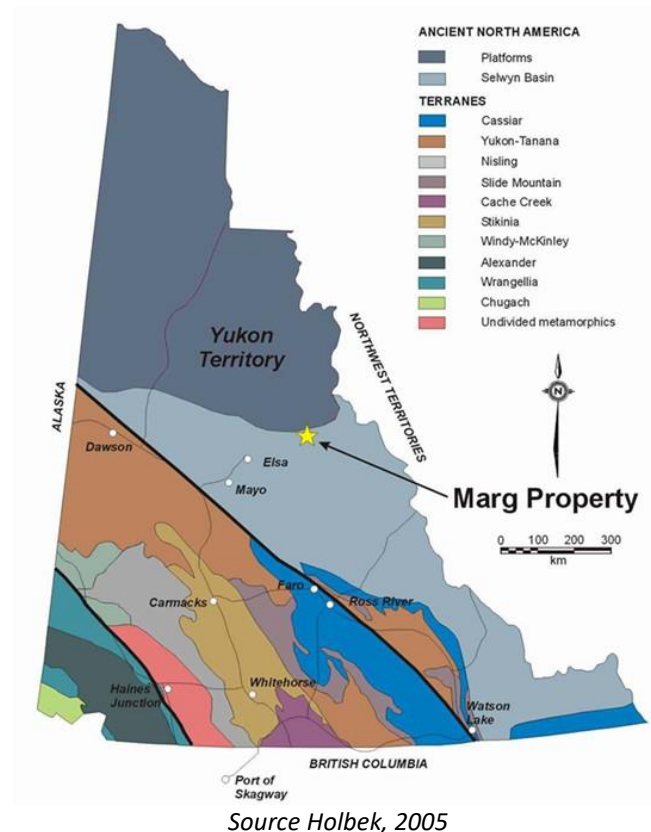 ANCIENT NORTH AMERICA
Platforms
Selwyn Basin
TERRANES
Cassiar
Yukon-Tanana
Nisling
Slide Mountain
Cache Creek
Stikinia
Windy-McKinley
Alexander
Wrangellia
Chugach
Undivided metamorphics
Yukon
Territory
NORTHWEST TERRITORIES
ALASKA
N
Dawson
Elsa
Mayo
Marg Property
0 100 200 300
km
Faro
Carmacks
Ross River
Haines
Junction
Whitehorse
Watson
Lake
BRITISH COLUMBIA
Port of
Skagway
Source Holbek, 2005